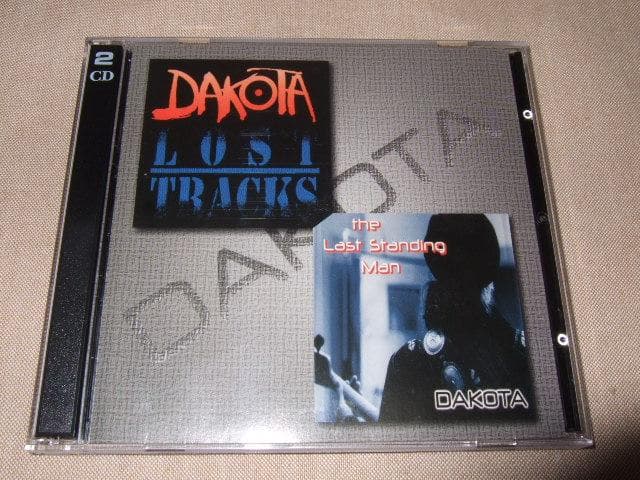 2
CD
DAKOTA
LOST
TRACKS
DAKOTA
the
Last Standing
Man
DAKOTA